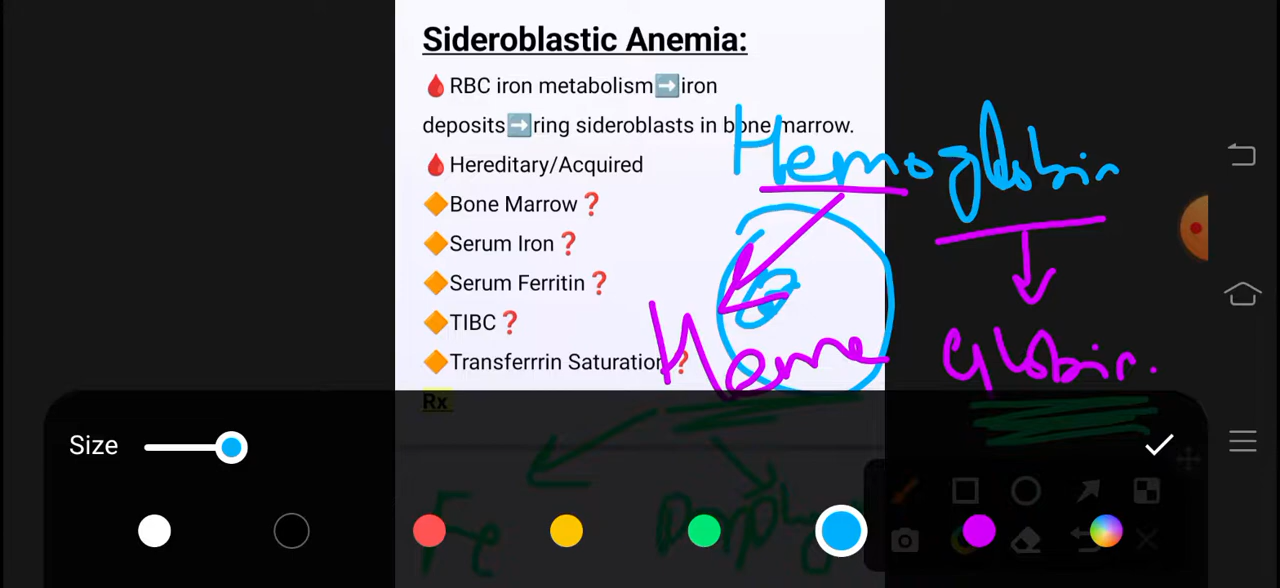 Sideroblastic Anemia:
🩸RBC iron metabolism➡️iron
deposits➡️ring sideroblasts in bone marrow.
🩸Hereditary/Acquired
🔶Bone Marrow❓
🔶Serum Iron❓
🔶Serum Ferritin❓
🔶TIBC❓
🔶Transferrrin Saturation❓
Rx
Hemoglobin
Heme
Globin.
Fe
Size